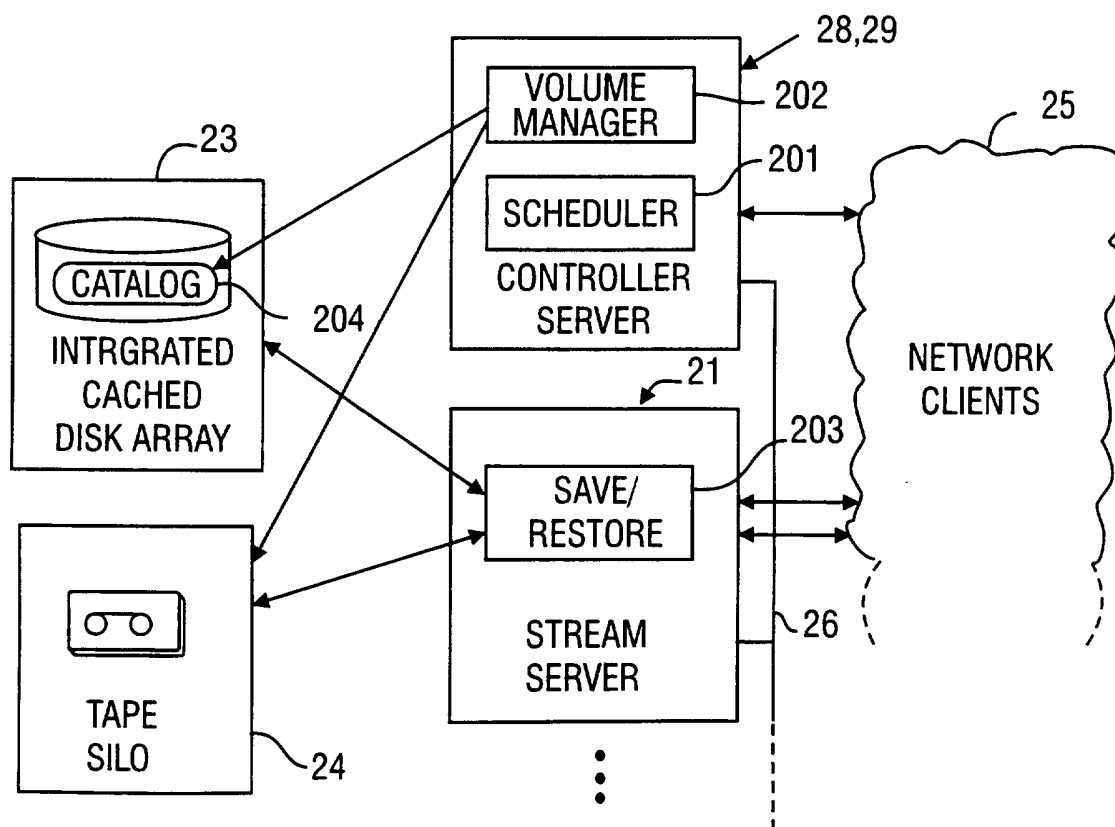 28,29
VOLUME
MANAGER
202
25
23
201
SCHEDULER
CATALOG
204
CONTROLLER
SERVER
INTRGRATED
CACHED
DISK ARRAY
NETWORK
CLIENTS
21
203
SAVE/
RESTORE
26
STREAM
SERVER
TAPE
SILO
24